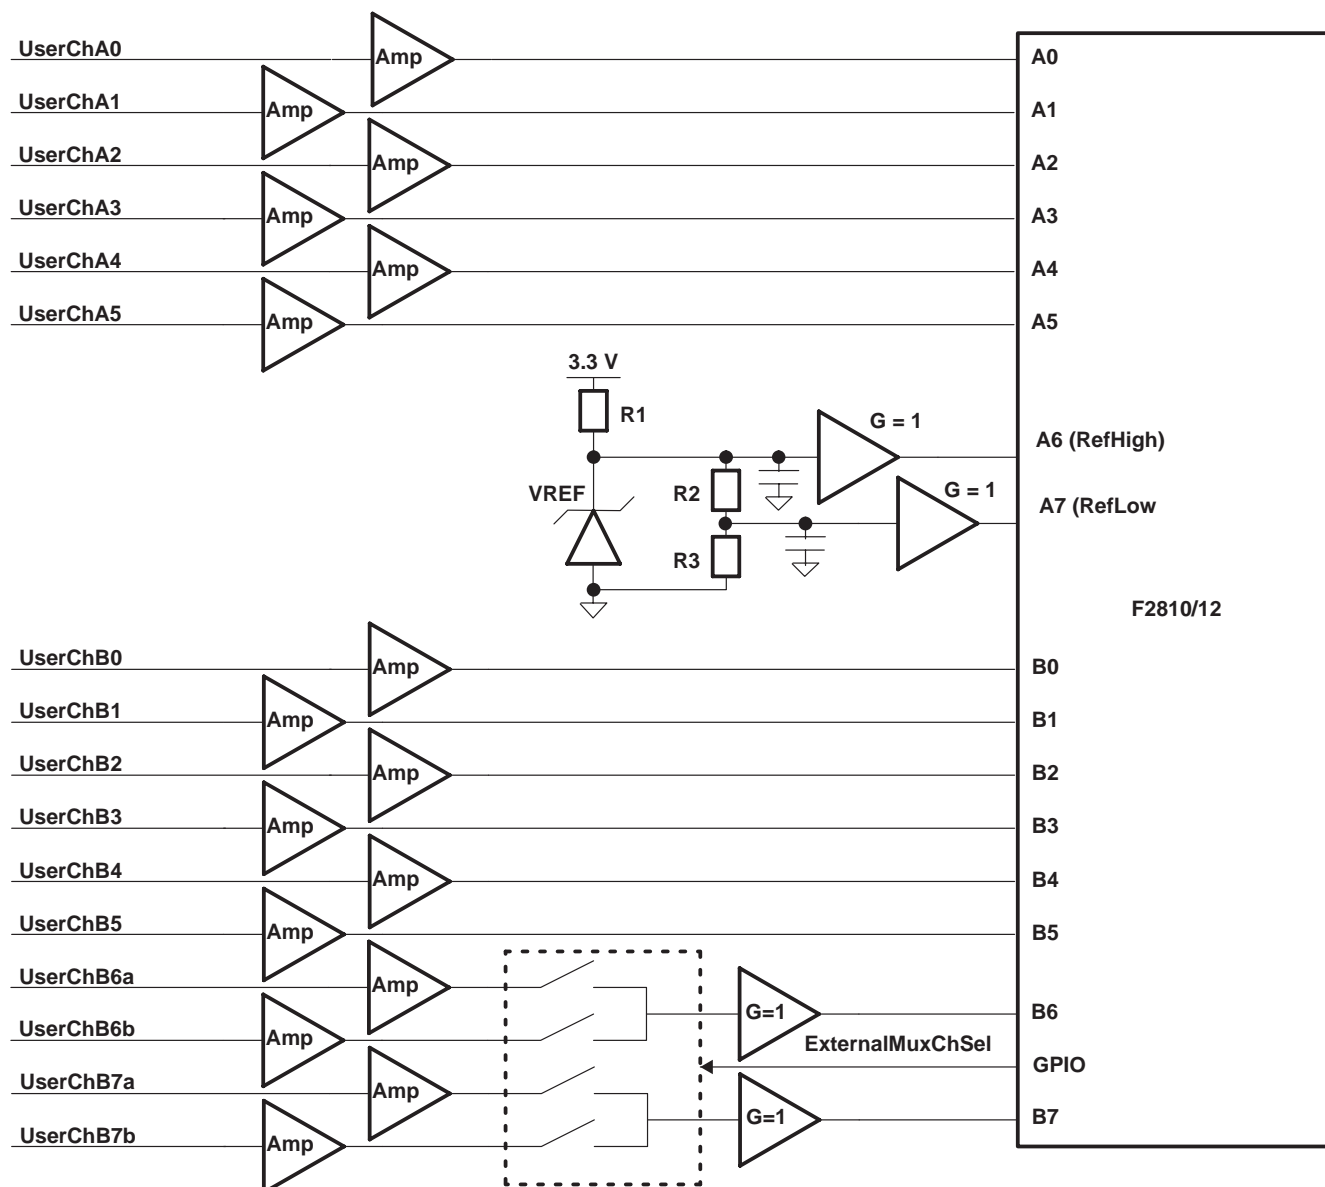 UserChA0
Amp
A0
UserChA1
Amp
A1
UserChA2
Amp
A2
UserChA3
Amp
A3
UserChA4
Amp
A4
UserChA5
Amp
A5
3.3 V
R1
G = 1
A6 (RefHigh)
VREF
R2
G = 1
A7 (RefLow
R3
F2810/12
UserChB0
Amp
B0
UserChB1
Amp
B1
UserChB2
Amp
B2
UserChB3
Amp
B3
UserChB4
Amp
B4
UserChB5
Amp
B5
UserChB6a
Amp
G=1
B6
UserChB6b
Amp
ExternalMuxChSel
GPIO
UserChB7a
Amp
G=1
B7
UserChB7b
Amp